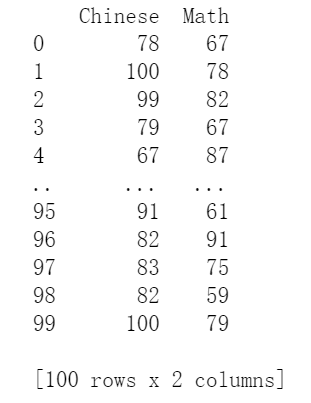 Chinese Math
0 78 67
1 100 78
2 99 82
3 79 67
4 67 87
.. ... ...
95 91 61
96 82 91
97 83 75
98 82 59
99 100 79
[100 rows x 2 columns]